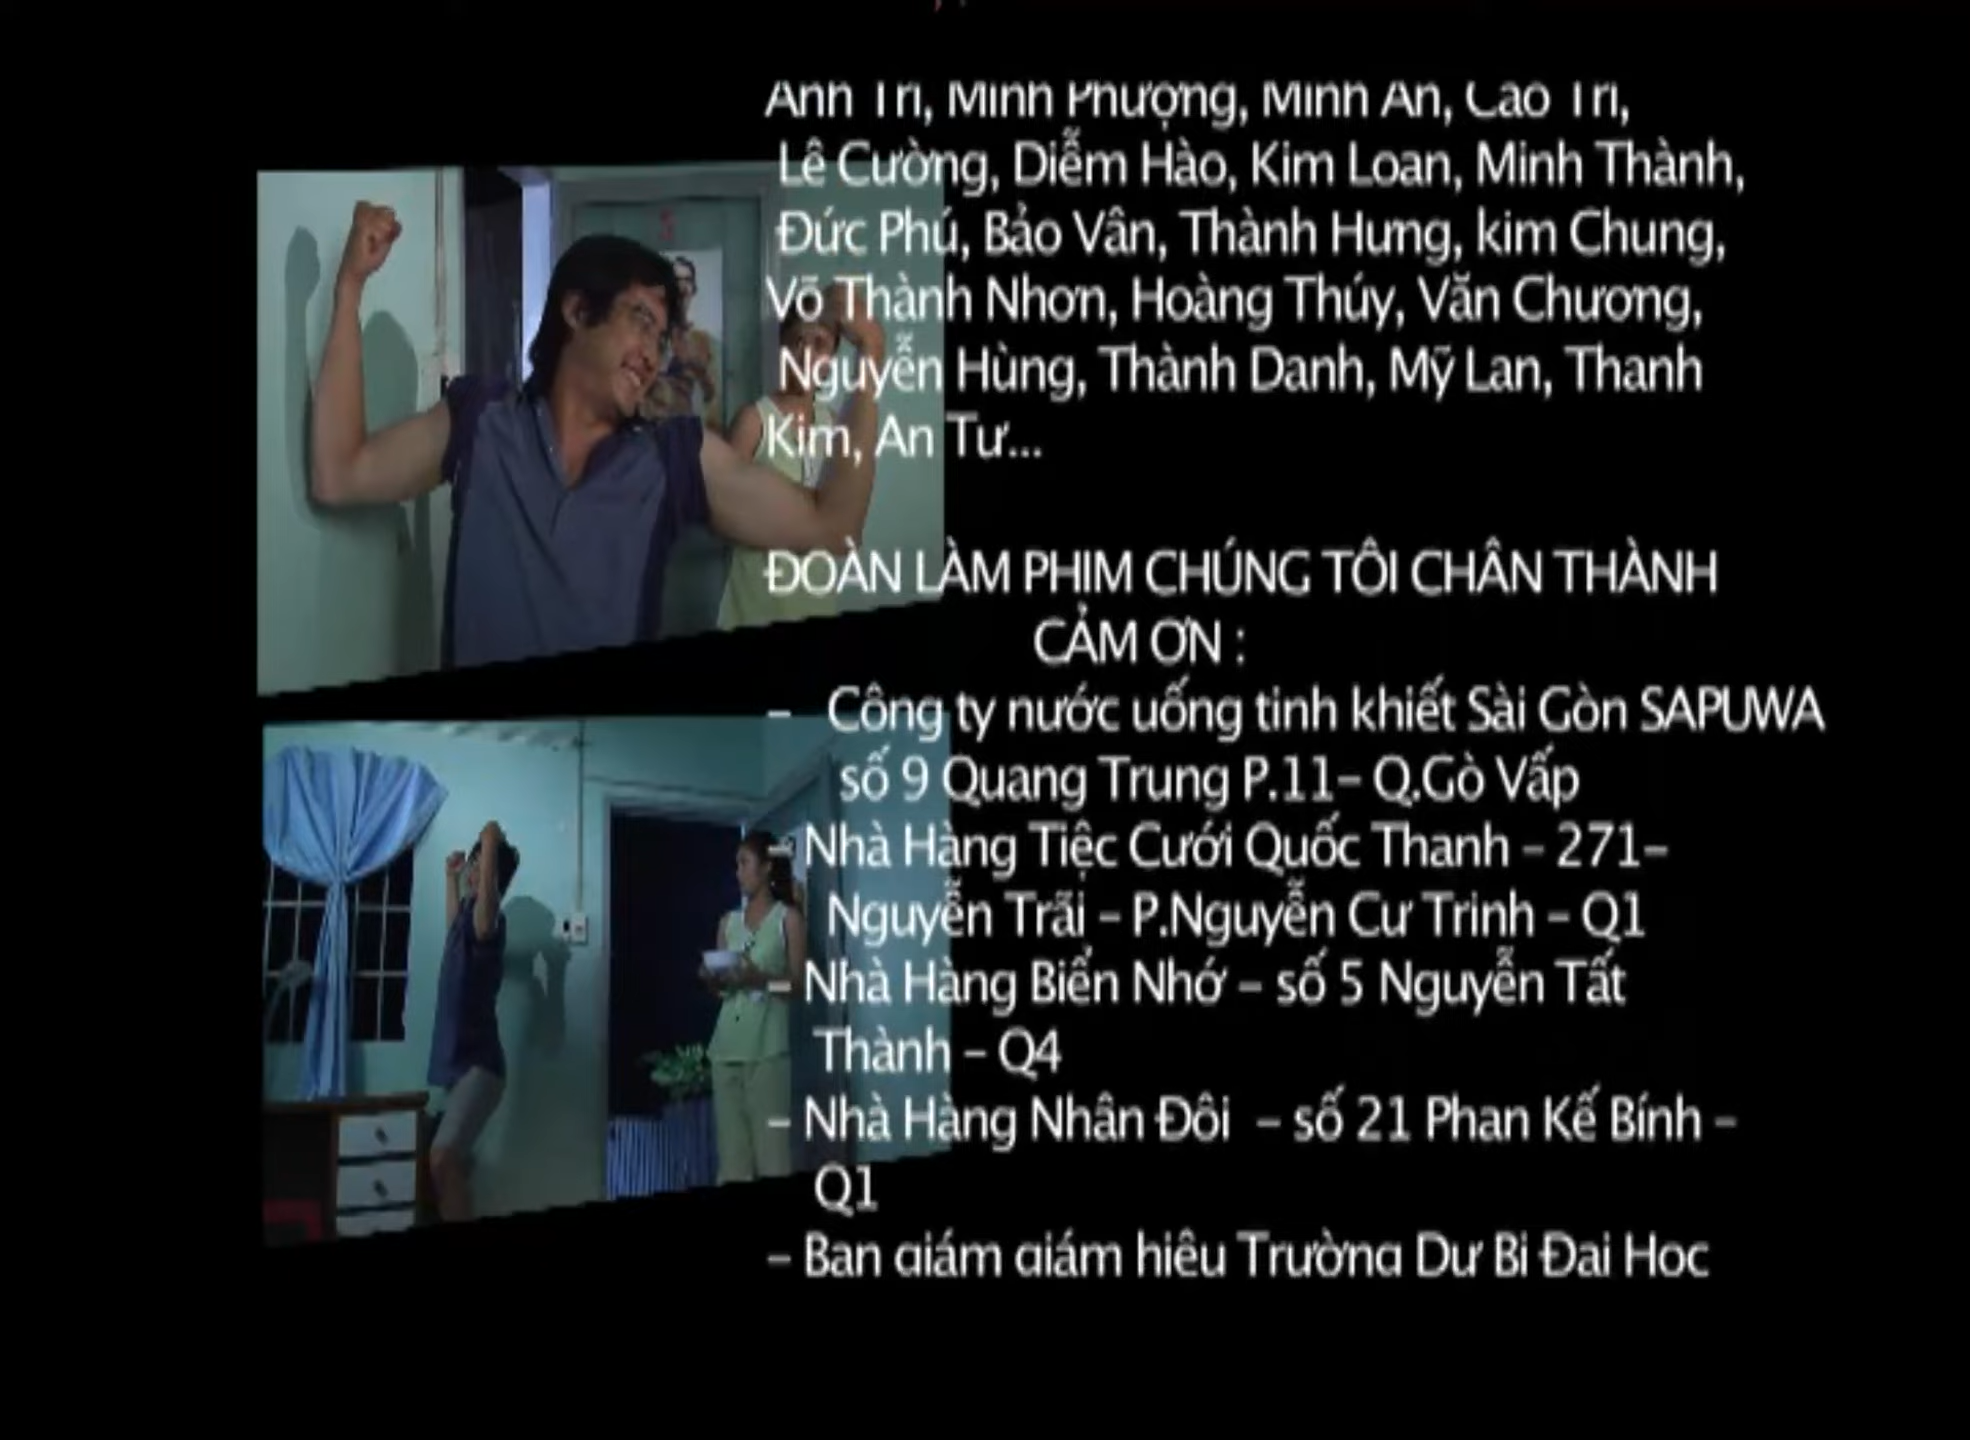 Anh Trí, Minh Phượng, Minh An, Cao Trí,
Lê Cường, Diễm Hào, Kim Loan, Minh Thành,
Đức Phú, Bảo Vân, Thành Hưng, kim Chung,
Võ Thành Nhơn, Hoàng Thúy, Văn Chương,
Nguyễn Hùng, Thành Danh, Mỹ Lan, Thanh
Kim, An Tư...
ĐOÀN LÀM PHIM CHÚNG TÔI CHÂN THÀNH
CẢM ƠN :
- Công ty nước uống tinh khiết Sài Gòn SAPUWA
số 9 Quang Trung P.11- Q.Gò Vấp
- Nhà Hàng Tiệc Cưới Quốc Thanh - 271-
Nguyễn Trãi - P.Nguyễn Cư Trinh - Q1
- Nhà Hàng Biển Nhớ - số 5 Nguyễn Tất
Thành - Q4
- Nhà Hàng Nhân Đôi - số 21 Phan Kế Bính -
Q1
- Ban giám giám hiệu Trường Dự Bị Đại Học